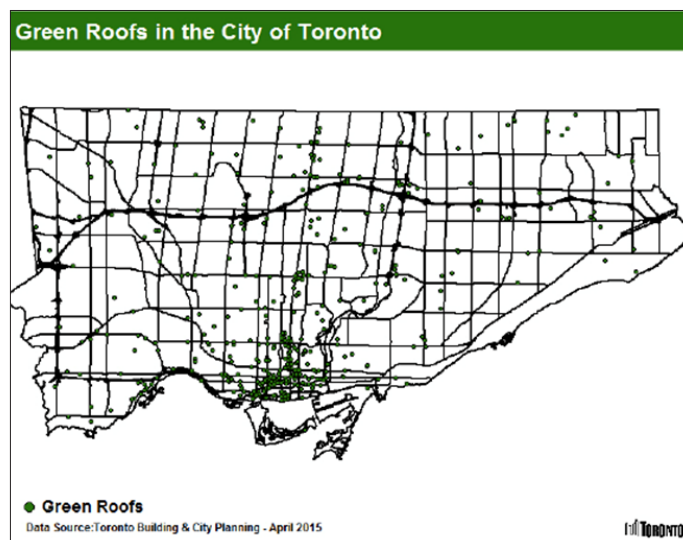 Green Roofs in the City of Toronto
Green Roofs
Data Source:Toronto Building & City Planning - April 2015
TORONTO